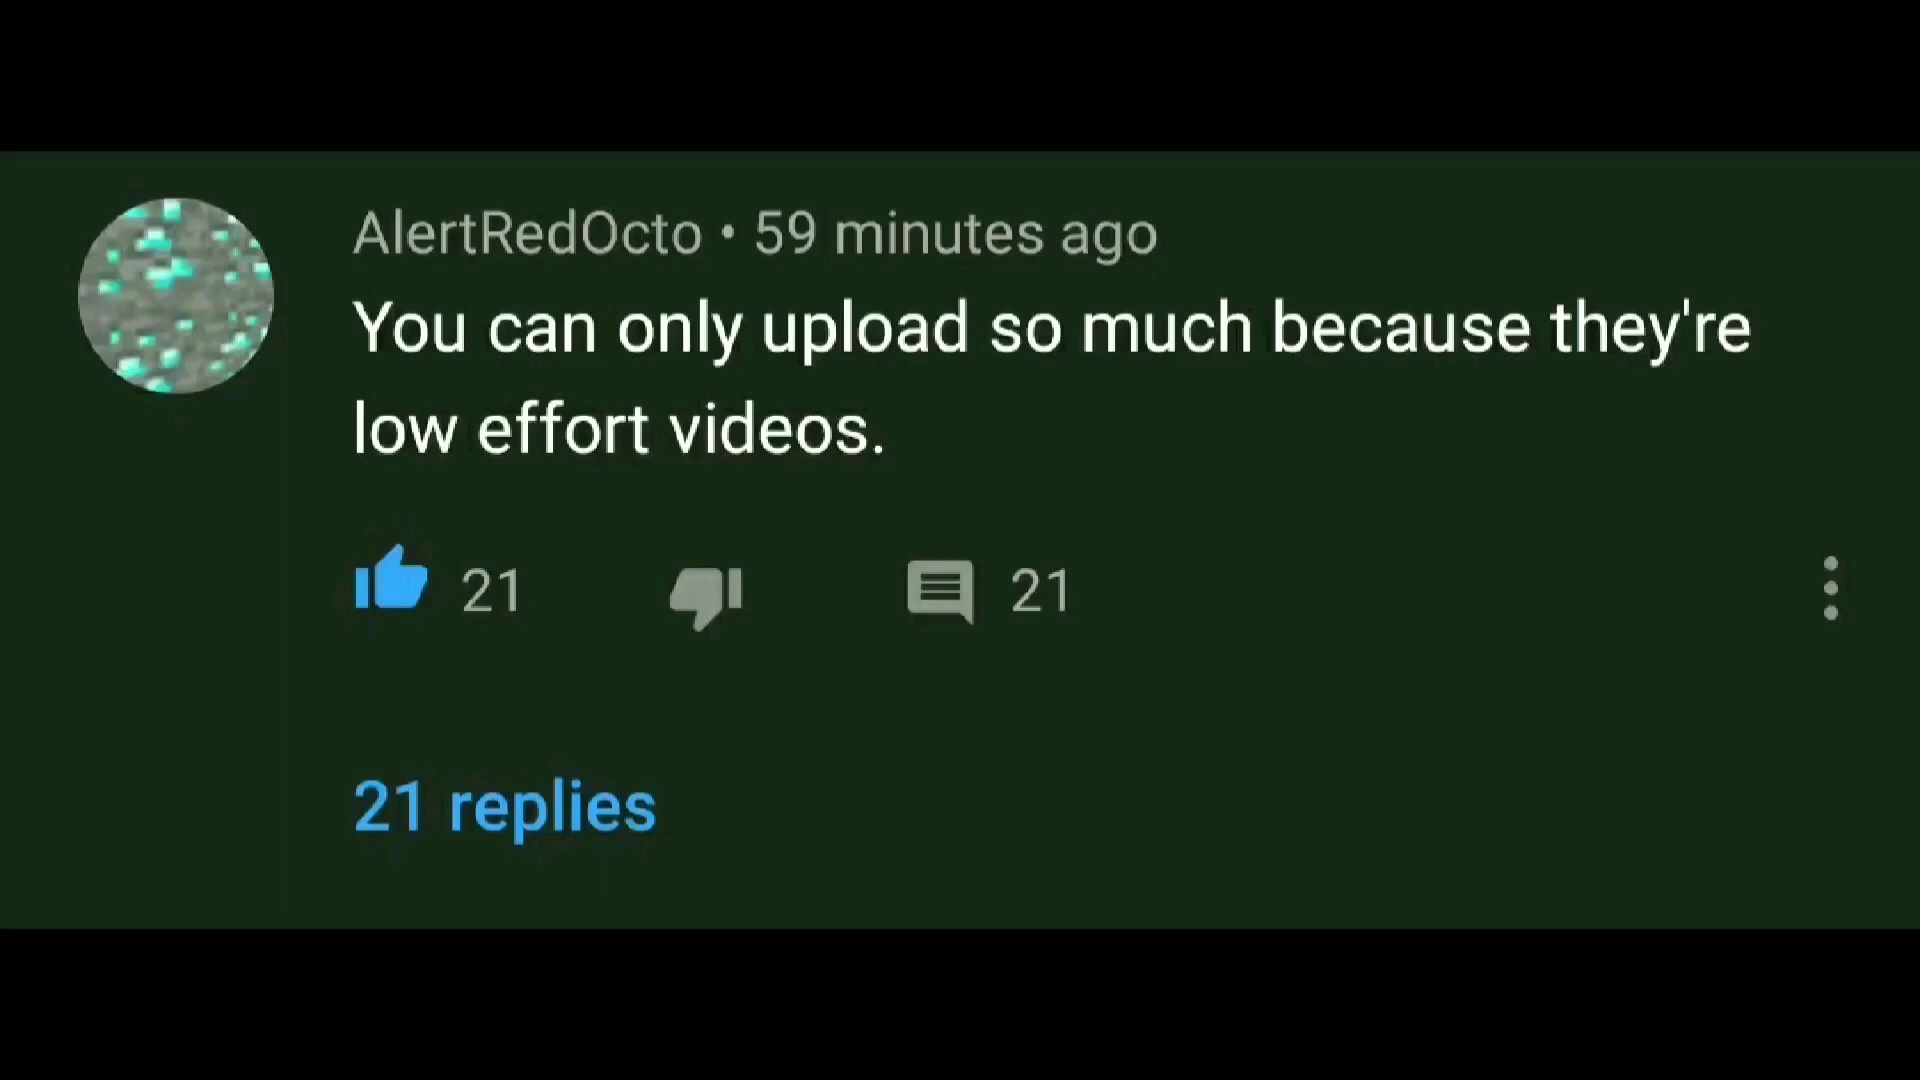 AlertRedOcto • 59 minutes ago
You can only upload so much because they're
low effort videos.
21 21
21 replies